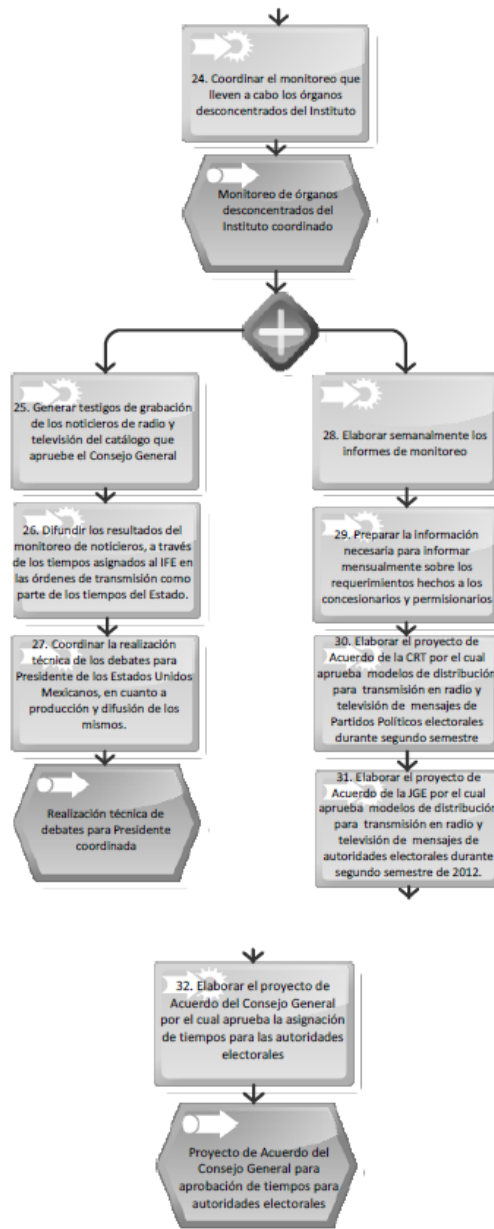 24. Coordinar el monitoreo que
lleven a cabo los órganos
desconcentrados del Instituto
Monitoreo de órganos
desconcentrados del
Instituto coordinado
25. Generar testigos de grabación
de los noticieros de radio y
televisión del catálogo que
apruebe el Consejo General
26. Difundir los resultados del
monitoreo de noticieros, a través
de los tiempos asignados al IFE en
las órdenes de transmisión como
parte de los tiempos del Estado.
27. Coordinar la realización
técnica de los debates para
Presidente de los Estados Unidos
Mexicanos, en cuanto a
producción y difusión de los
mismos.
Realización técnica de
debates para Presidente
coordinada
28. Elaborar semanalmente los
informes de monitoreo
29. Preparar la información
necesaria para informar
mensualmente sobre los
requerimientos hechos a los
concesionarios y permisionarios
30. Elaborar el proyecto de
Acuerdo de la CRT por el cual
aprueba modelos de distribución
para transmisión en radio y
televisión de mensajes de
Partidos Políticos electorales
durante segundo semestre
31. Elaborar el proyecto de
Acuerdo de la JGE por el cual
aprueba modelos de distribución
para transmisión en radio y
televisión de mensajes de
autoridades electorales durante
segundo semestre de 2012.
32. Elaborar el proyecto de
Acuerdo del Consejo General
por el cual aprueba la asignación
de tiempos para las autoridades
electorales
Proyecto de Acuerdo del
Consejo General para
aprobación de tiempos para
autoridades electorales